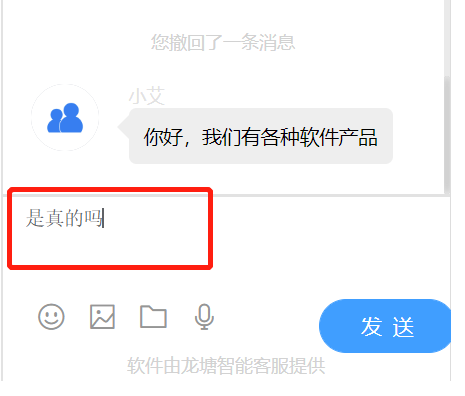 您撤回了一条消息
小艾
你好，我们有各种软件产品
是真的吗
发 送
软件由龙塘智能客服提供